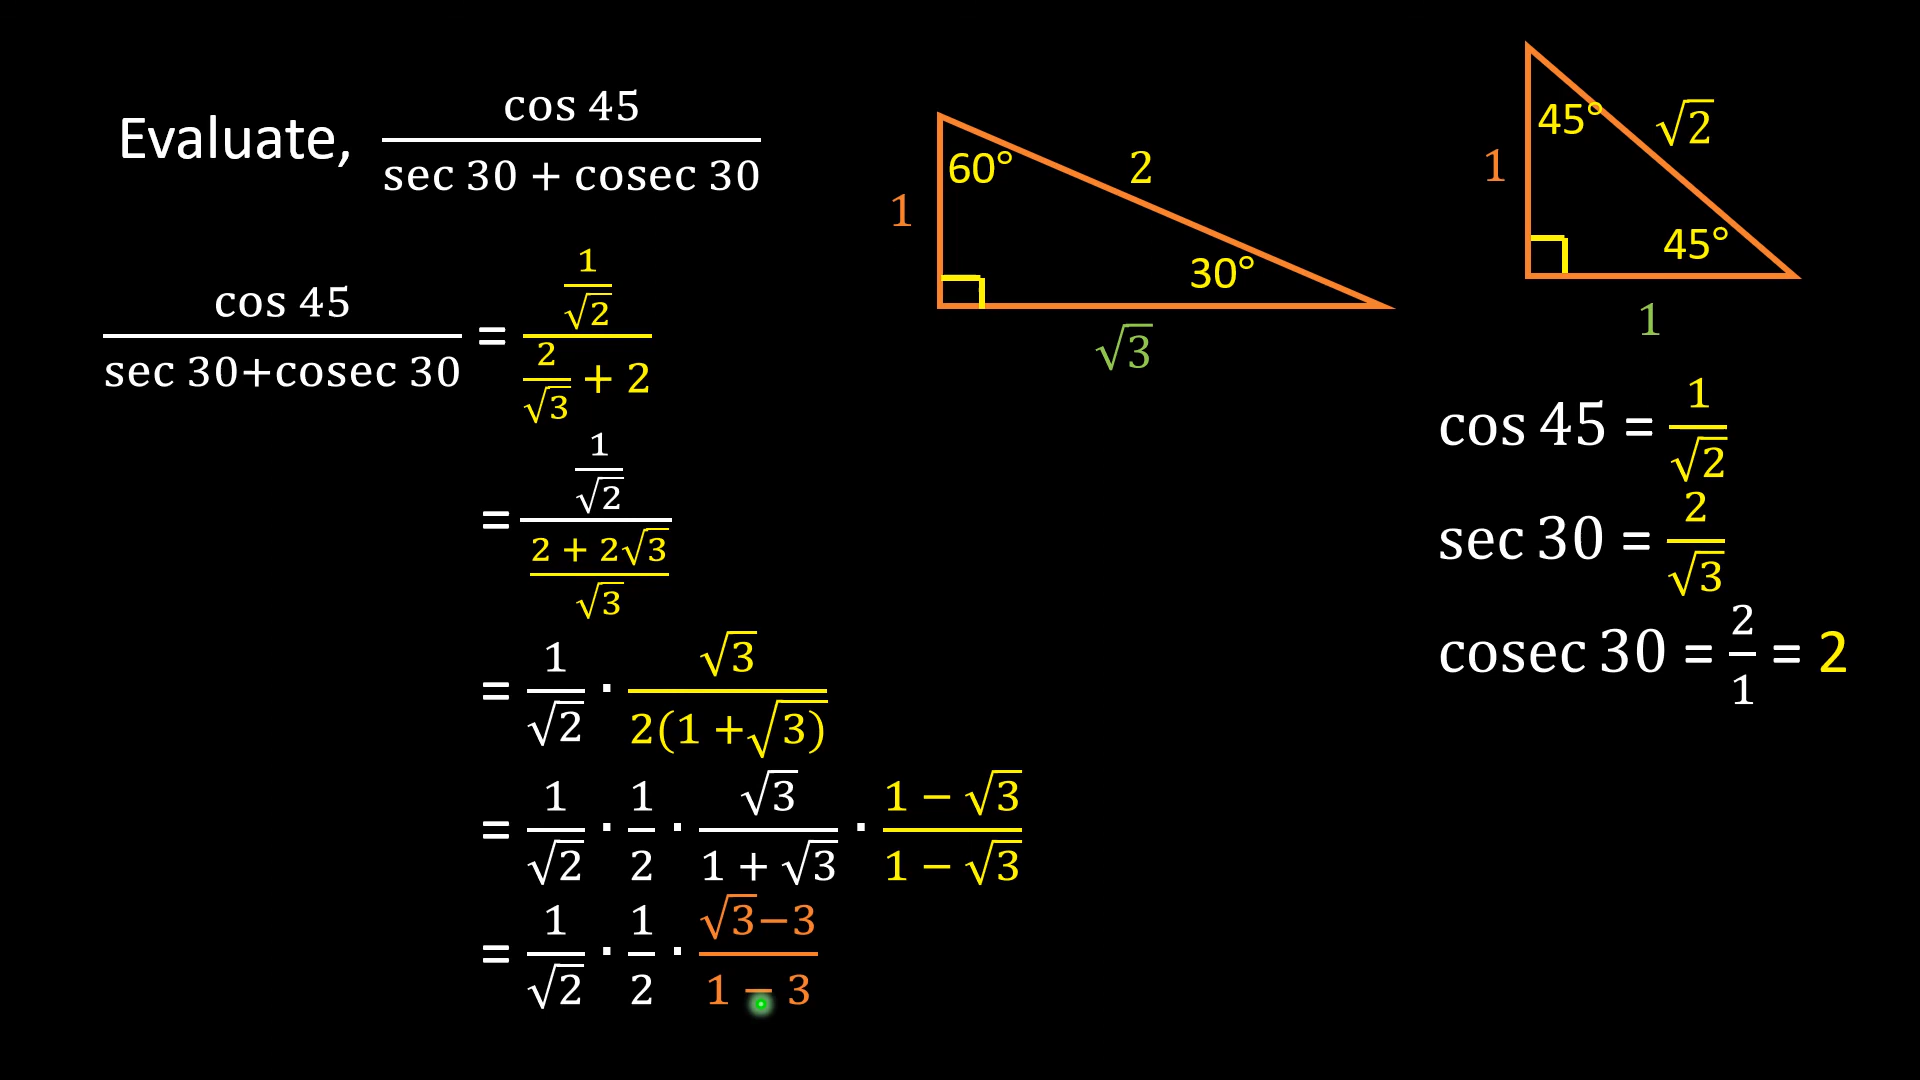 Evaluate, cos 45 / (sec 30 + cosec 30)
cos 45 / (sec 30+cosec 30) = (1/√2) / (2/√3 + 2)
= (1/√2) / ((2 + 2√3)/√3)
= 1/√2 · √3/(2(1 +√3))
= 1/√2 · 1/2 · √3/(1 + √3) · (1 − √3)/(1 − √3)
= 1/√2 · 1/2 · (√3−3)/(1 − 3)
60°
2
1
30°
√3
45°
√2
1
45°
1
cos 45 = 1/√2
sec 30 = 2/√3
cosec 30 = 2/1 = 2